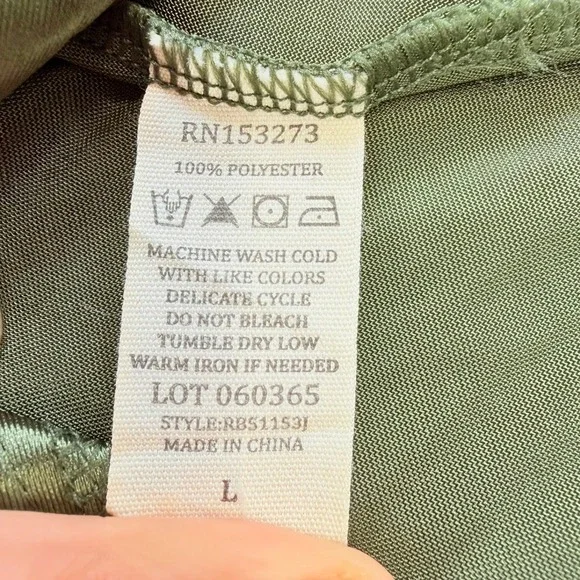 RN153273
100% POLYESTER
MACHINE WASH COLD
WITH LIKE COLORS
DELICATE CYCLE
DO NOT BLEACH
TUMBLE DRY LOW
WARM IRON IF NEEDED
LOT 060365
STYLE:RB51153J
MADE IN CHINA
L